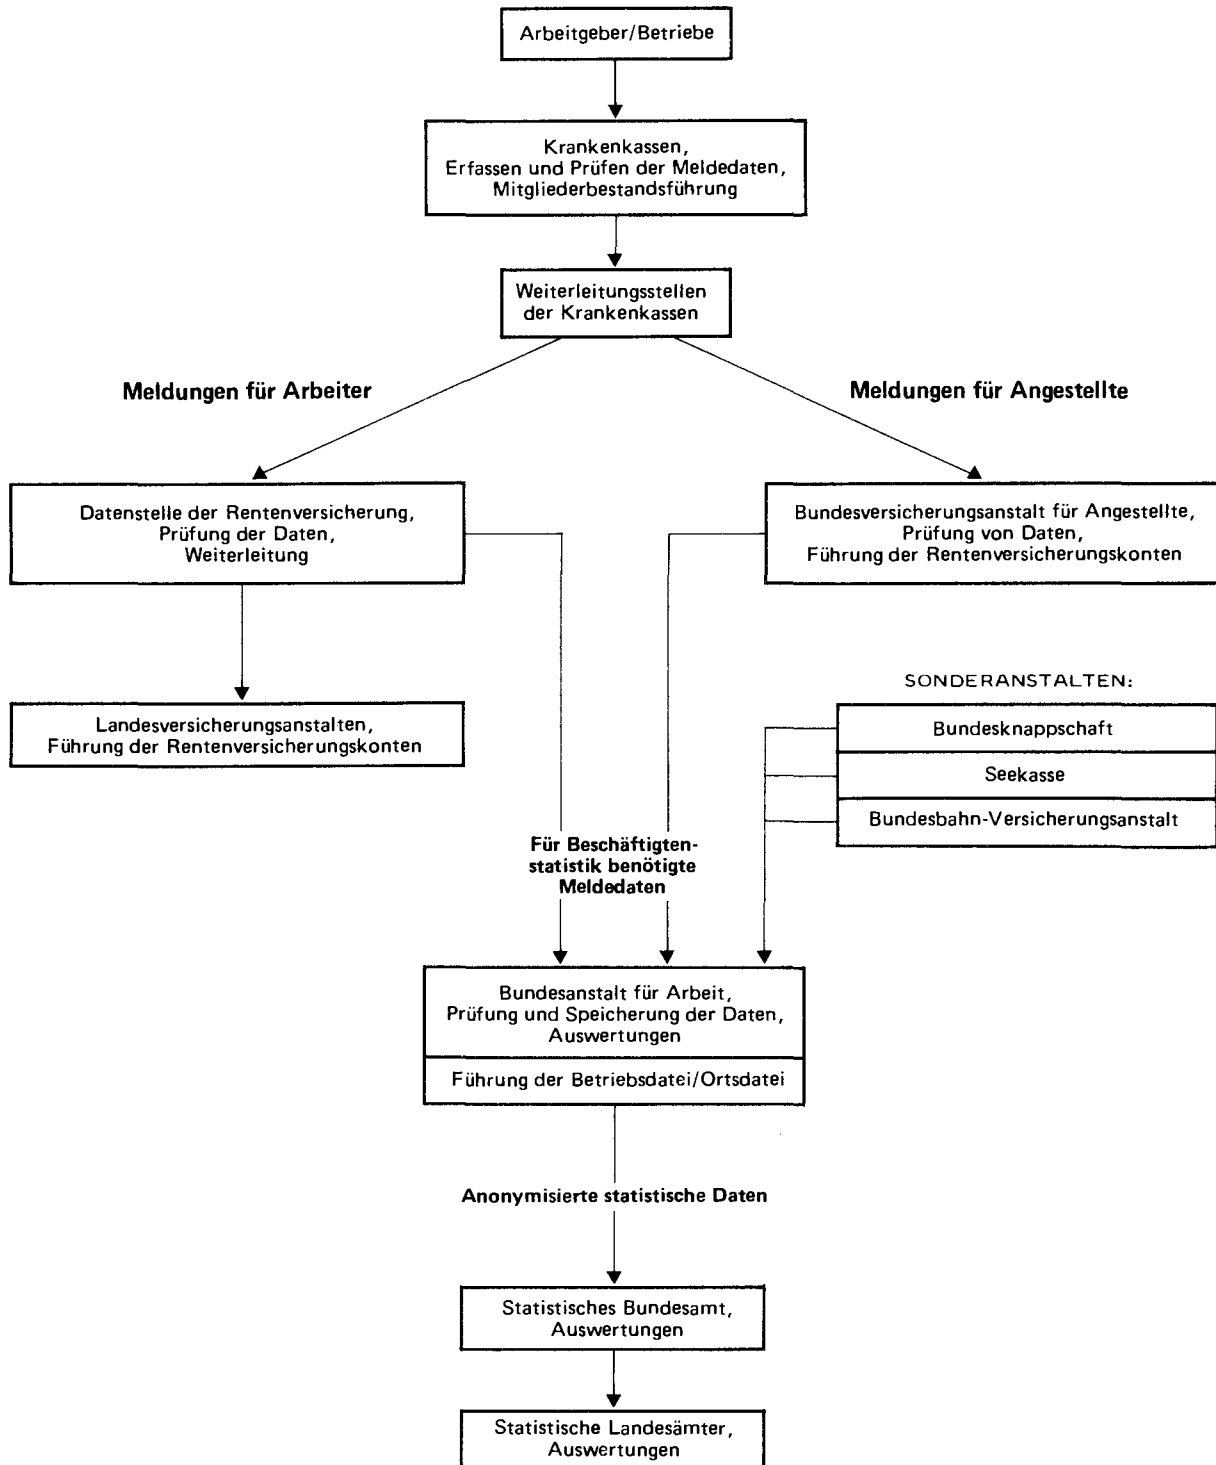 Arbeitgeber/Betriebe
Krankenkassen,
Erfassen und Prüfen der Meldedaten,
Mitgliederbestandsführung
Weiterleitungsstellen
der Krankenkassen
Meldungen für Arbeiter
Meldungen für Angestellte
Datenstelle der Rentenversicherung,
Prüfung der Daten,
Weiterleitung
Bundesversicherungsanstalt für Angestellte,
Prüfung von Daten,
Führung der Rentenversicherungskonten
Landesversicherungsanstalten,
Führung der Rentenversicherungskonten
SONDERANSTALTEN:
Bundesknappschaft
Seekasse
Bundesbahn-Versicherungsanstalt
Für Beschäftigten-
statistik benötigte
Meldedaten
Bundesanstalt für Arbeit,
Prüfung und Speicherung der Daten,
Auswertungen
Führung der Betriebsdatei/Ortsdatei
Anonymisierte statistische Daten
Statistisches Bundesamt,
Auswertungen
Statistische Landesämter,
Auswertungen